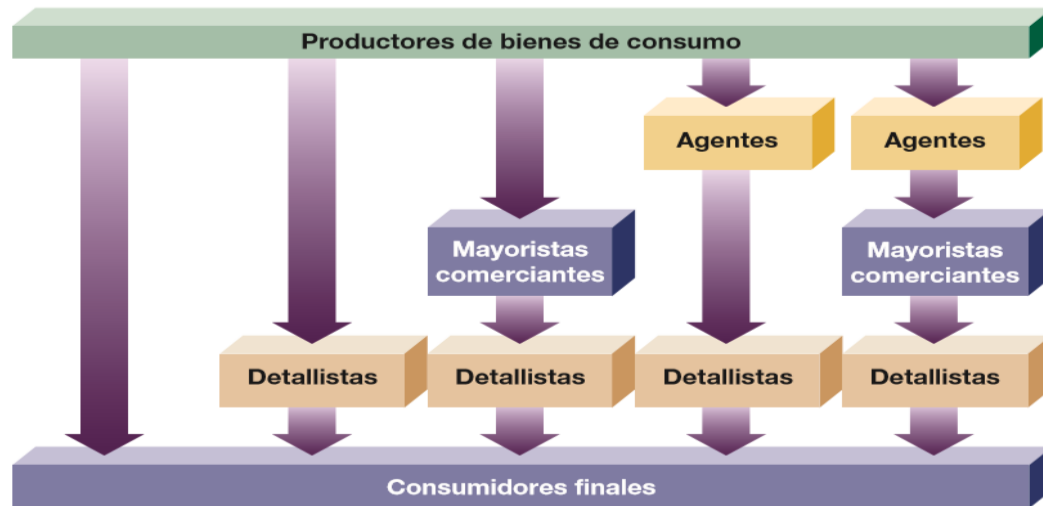 Productores de bienes de consumo
Agentes
Agentes
Mayoristas
comerciantes
Mayoristas
comerciantes
Detallistas
Detallistas
Detallistas
Detallistas
Consumidores finales